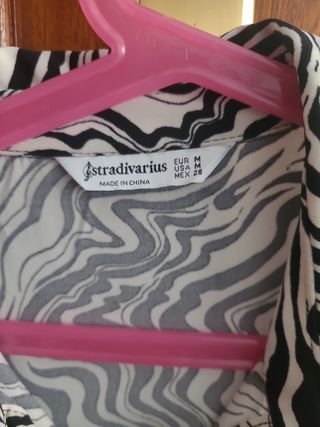 stradivarius
MADE IN CHINA
EUR M
USA M
MEX 28